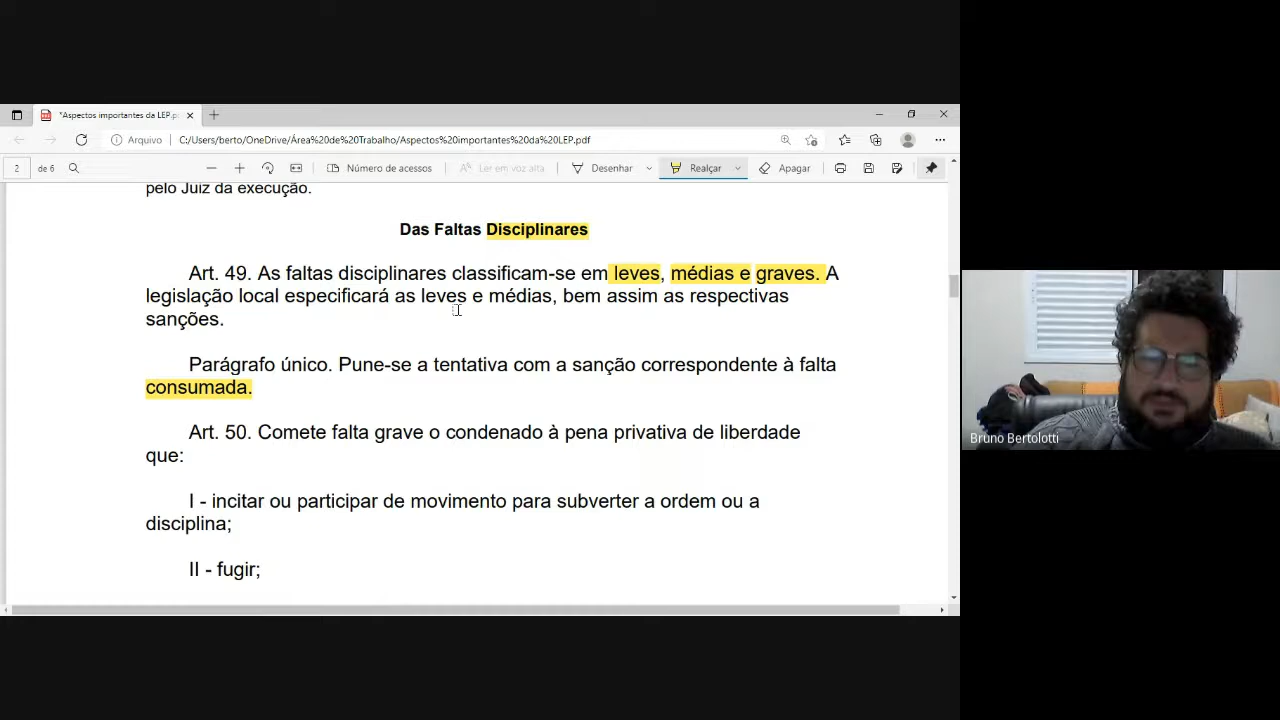 *Aspectos importantes da LEP.p
Arquivo
C:/Users/berto/OneDrive/Área%20de%20Trabalho/Aspectos%20importantes%20da%20LEP.pdf
2 de 6
Número de acessos
Ler em voz alta
Desenhar
Realçar
Apagar
pelo Juiz da execução.
Das Faltas Disciplinares
Art. 49. As faltas disciplinares classificam-se em leves, médias e graves. A
legislação local especificará as leves e médias, bem assim as respectivas
sanções.
Parágrafo único. Pune-se a tentativa com a sanção correspondente à falta
consumada.
Art. 50. Comete falta grave o condenado à pena privativa de liberdade
que:
I - incitar ou participar de movimento para subverter a ordem ou a
disciplina;
II - fugir;
Bruno Bertolotti